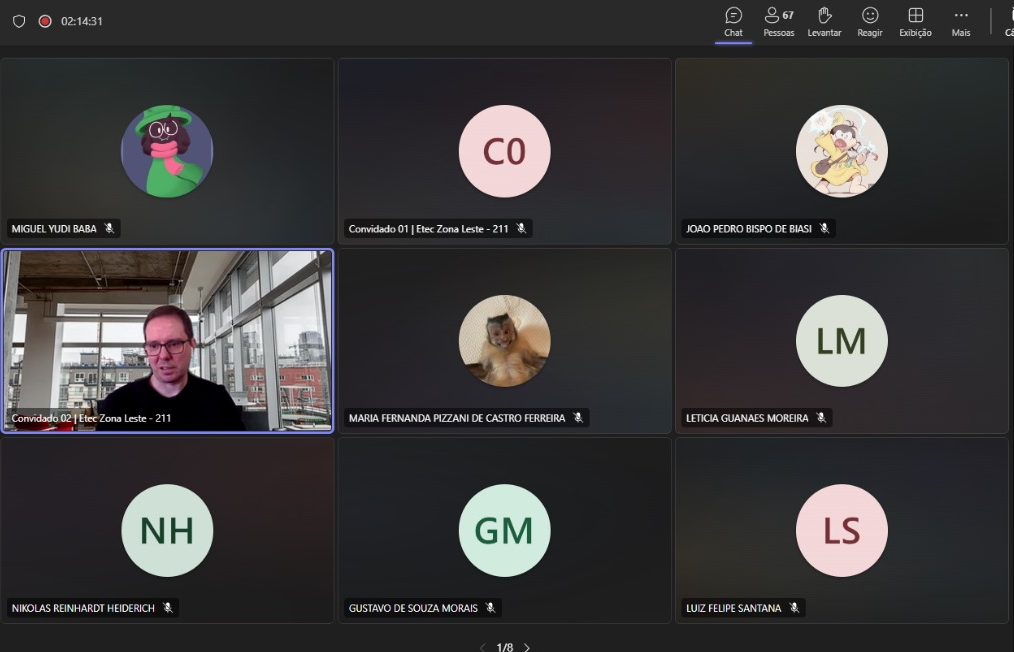 02:14:31
67
Chat
Pessoas
Levantar
Reagir
Exibição
Mais
MIGUEL YUDI BABA
C0
Convidado 01 | Etec Zona Leste - 211
JOAO PEDRO BISPO DE BIASI
Convidado 02 | Etec Zona Leste - 211
MARIA FERNANDA PIZZANI DE CASTRO FERREIRA
LM
LETICIA GUANAES MOREIRA
NH
NIKOLAS REINHARDT HEIDERICH
GM
GUSTAVO DE SOUZA MORAIS
LS
LUIZ FELIPE SANTANA
1/8